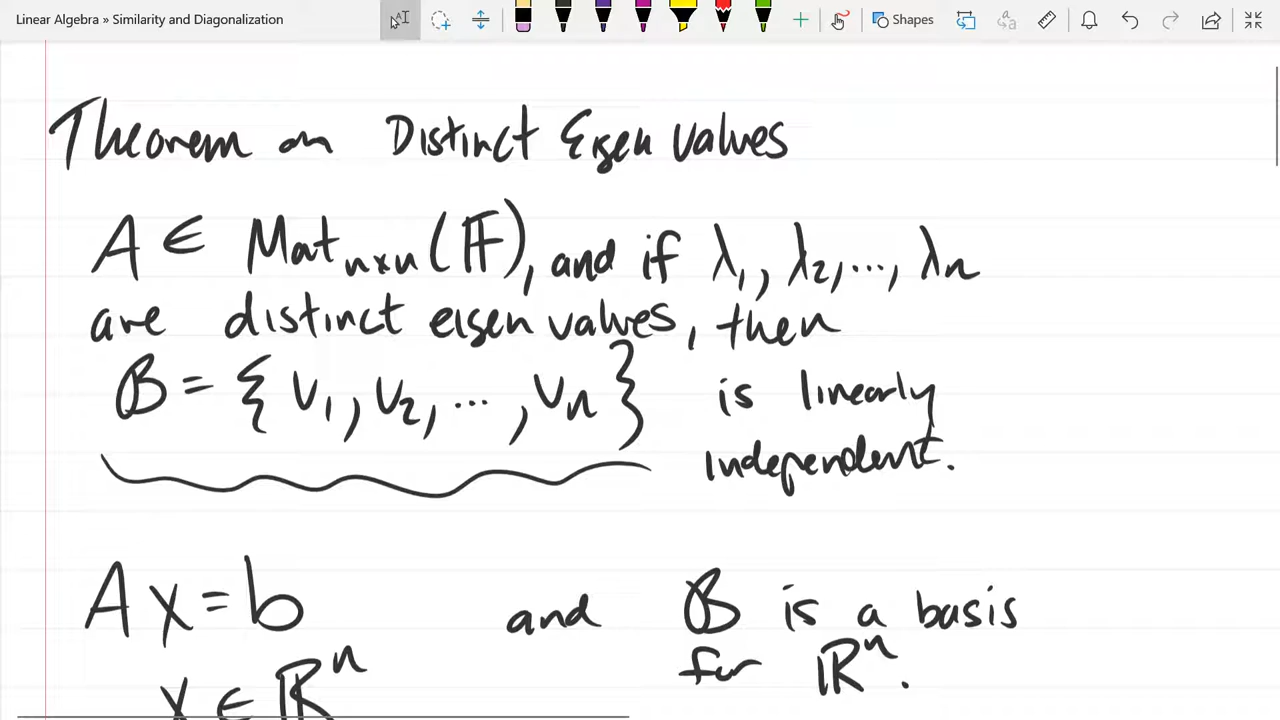 Linear Algebra » Similarity and Diagonalization
Shapes
Theorem on Distinct Eigen values
A ∈ Mat_{n×n}(𝔽), and if λ₁, λ₂, ..., λₙ
are distinct eigen values, then
ℬ = { v₁, v₂, ..., vₙ } is linearly
independent.
Ax = b and ℬ is a basis
x ∈ ℝⁿ for ℝⁿ.